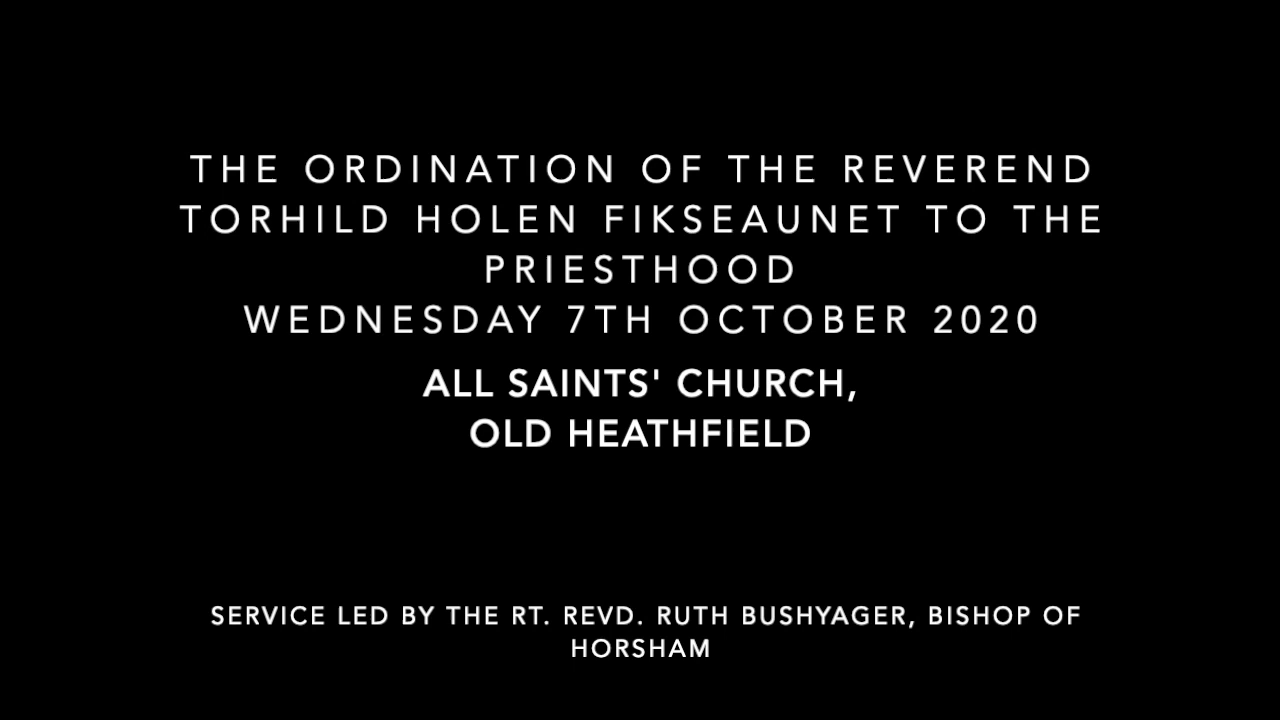 THE ORDINATION OF THE REVEREND
TORHILD HOLEN FIKSEAUNET TO THE
PRIESTHOOD
WEDNESDAY 7TH OCTOBER 2020
ALL SAINTS' CHURCH,
OLD HEATHFIELD
SERVICE LED BY THE RT. REVD. RUTH BUSHYAGER, BISHOP OF
HORSHAM